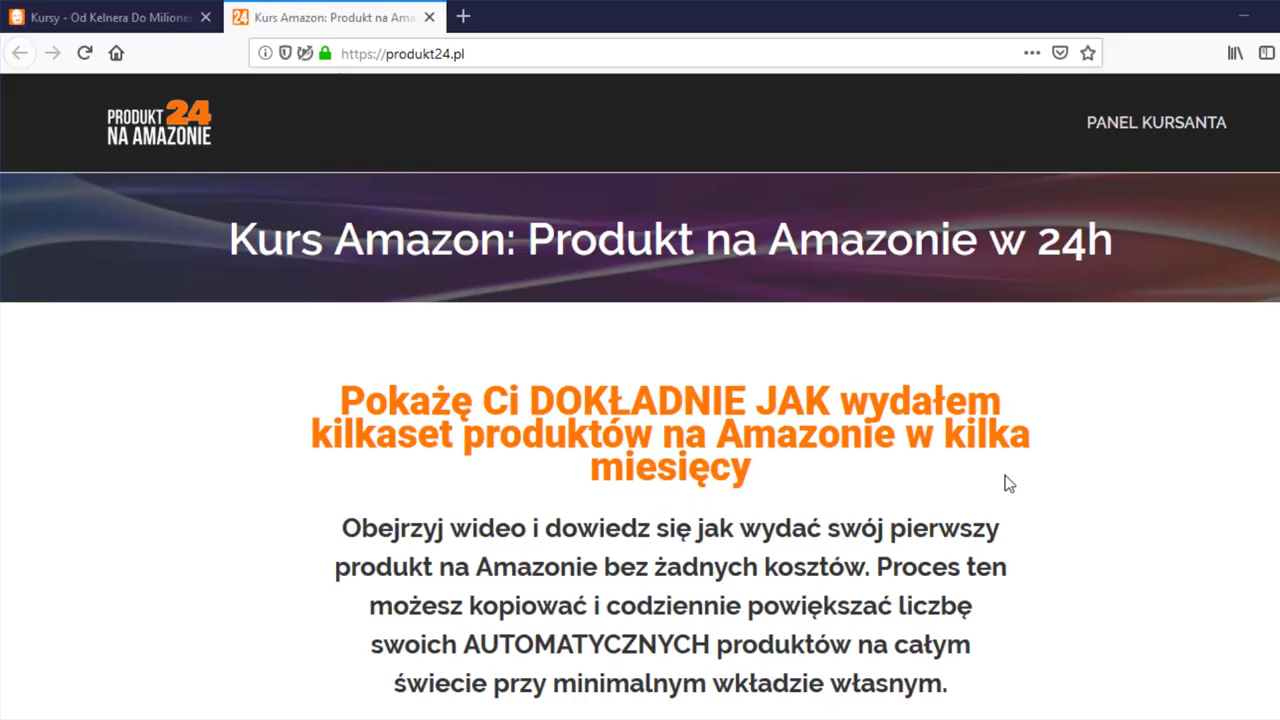 Kursy - Od Kelnera Do Milione
Kurs Amazon: Produkt na Ama
https://produkt24.pl
PRODUKT 24
NA AMAZONIE
PANEL KURSANTA
Kurs Amazon: Produkt na Amazonie w 24h
Pokażę Ci DOKŁADNIE JAK wydałem
kilkaset produktów na Amazonie w kilka
miesięcy
Obejrzyj wideo i dowiedz się jak wydać swój pierwszy
produkt na Amazonie bez żadnych kosztów. Proces ten
możesz kopiować i codziennie powiększać liczbę
swoich AUTOMATYCZNYCH produktów na całym
świecie przy minimalnym wkładzie własnym.